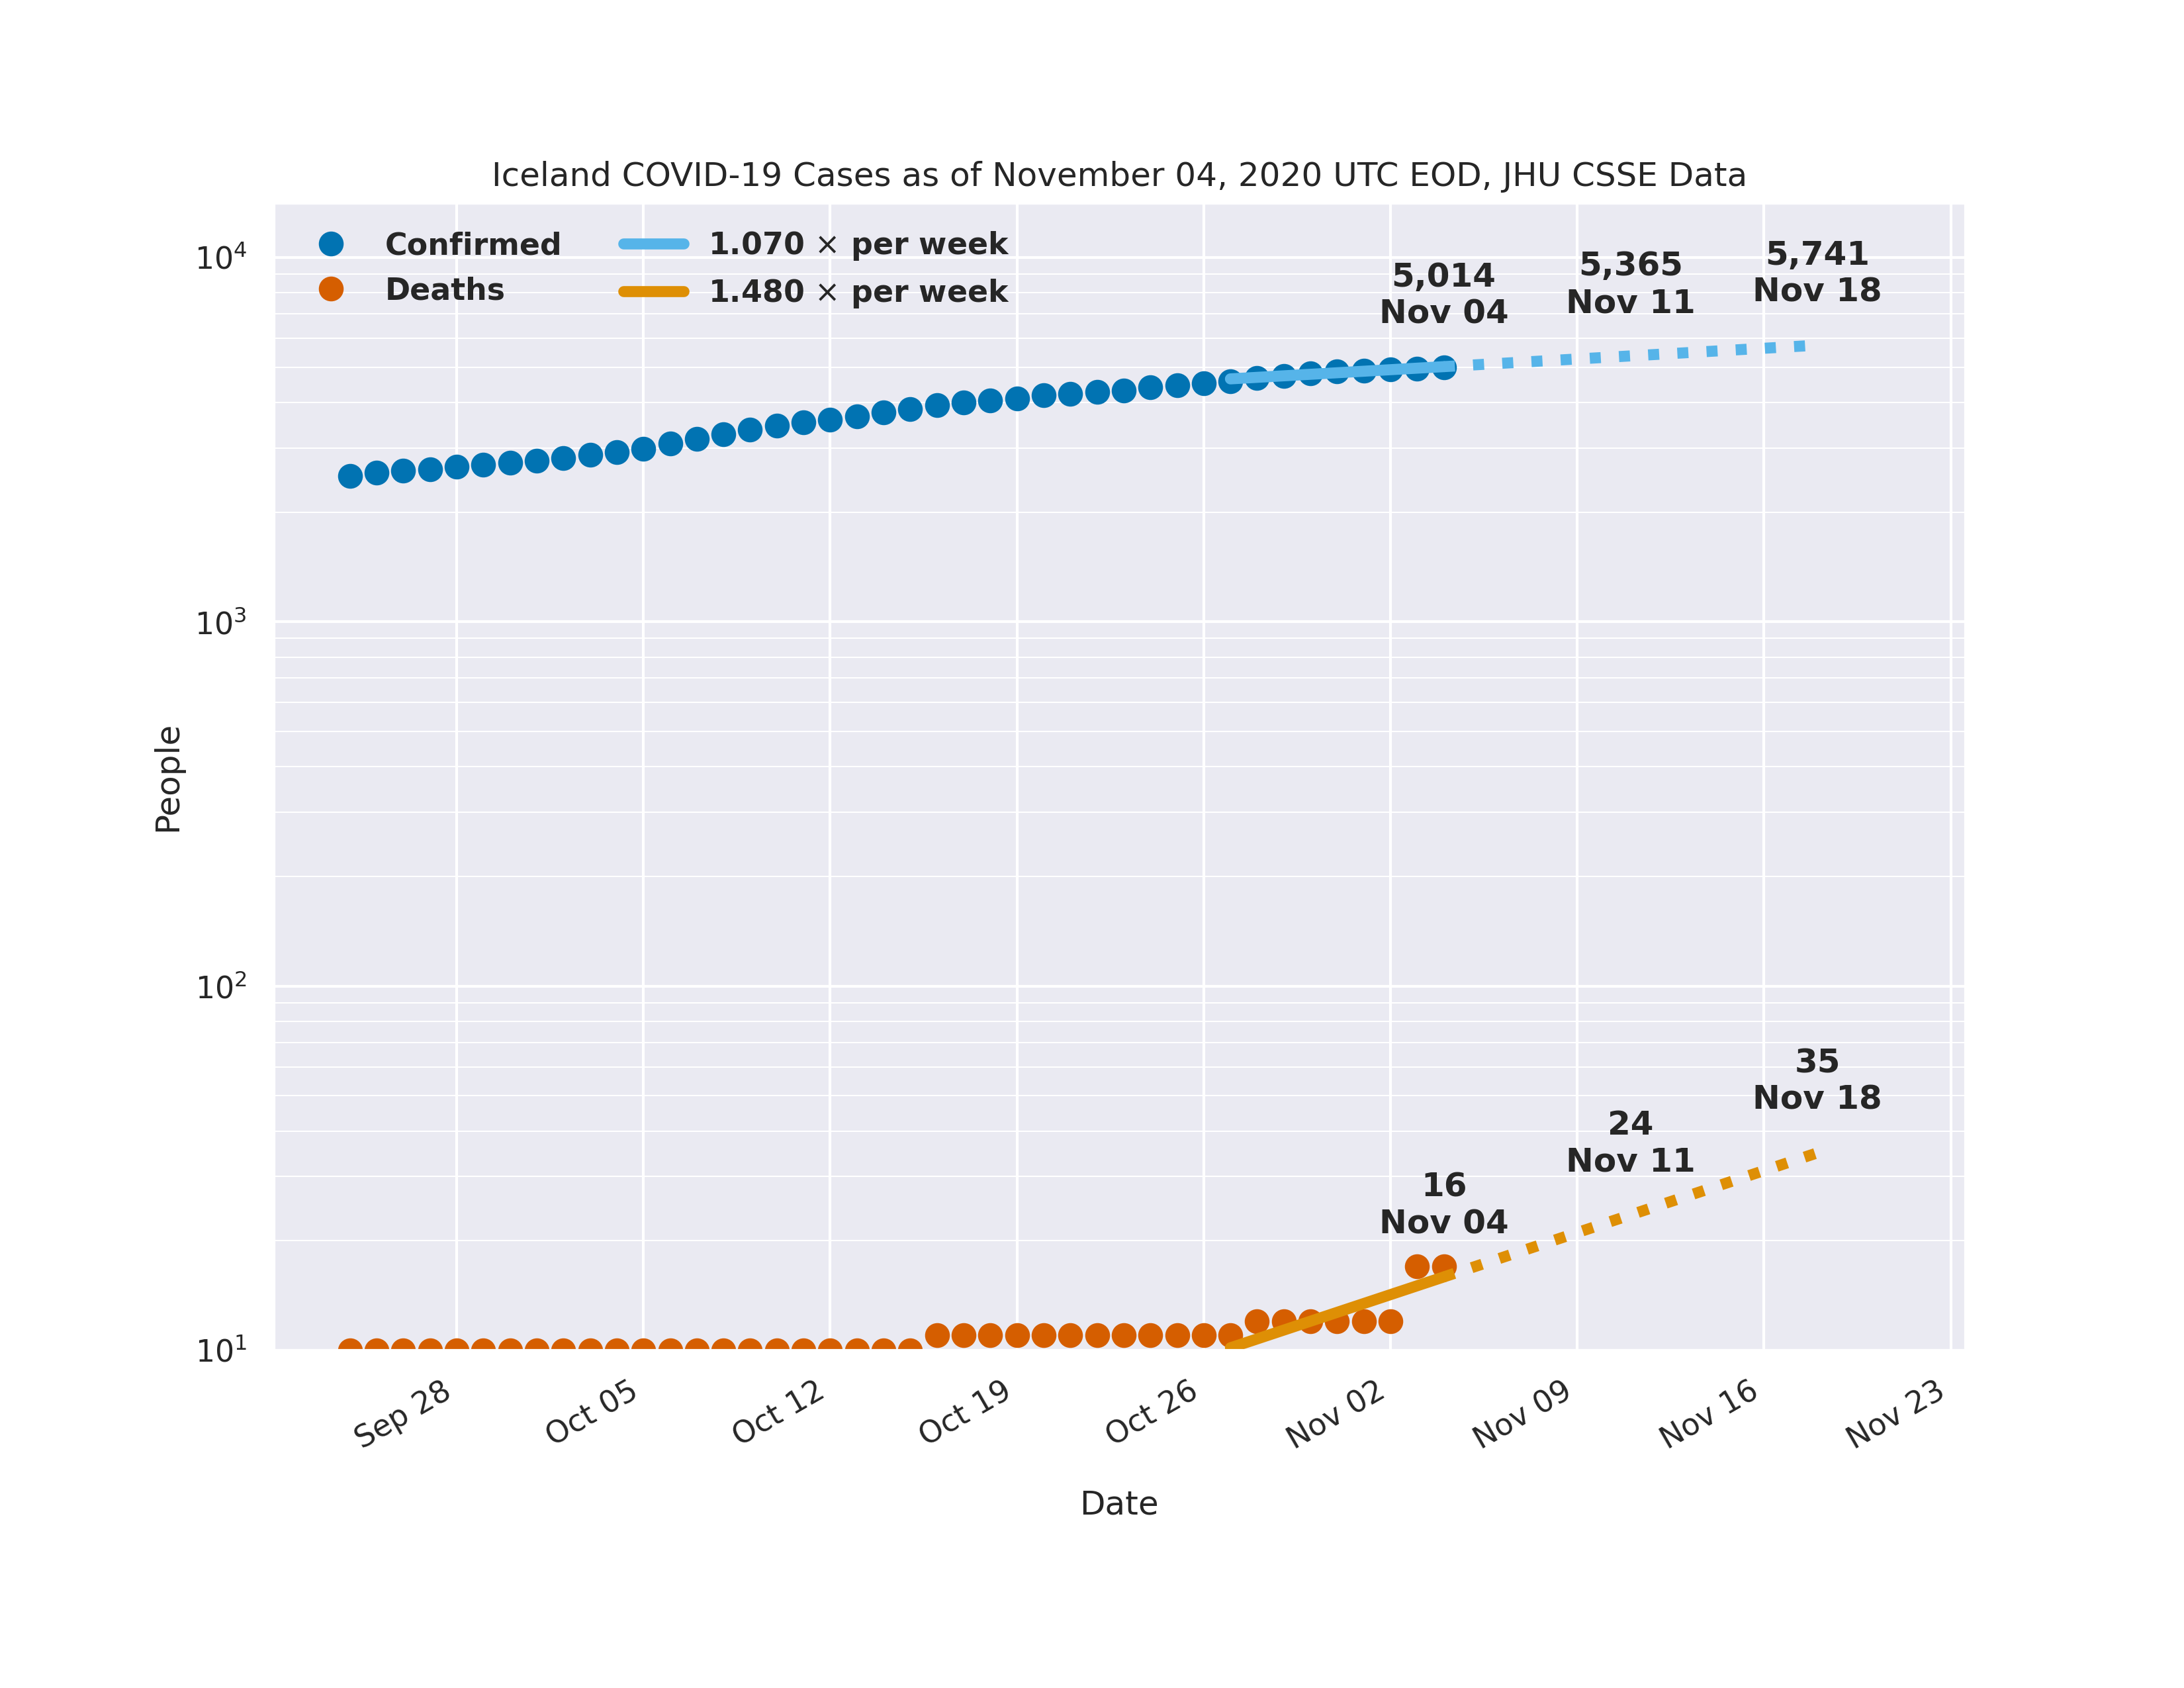 Iceland COVID-19 Cases as of November 04, 2020 UTC EOD, JHU CSSE Data
Confirmed
Deaths
1.070 × per week
1.480 × per week
5,014
Nov 04
5,365
Nov 11
5,741
Nov 18
35
Nov 18
24
Nov 11
16
Nov 04
10⁴
10³
10²
10¹
People
Sep 28
Oct 05
Oct 12
Oct 19
Oct 26
Nov 02
Nov 09
Nov 16
Nov 23
Date